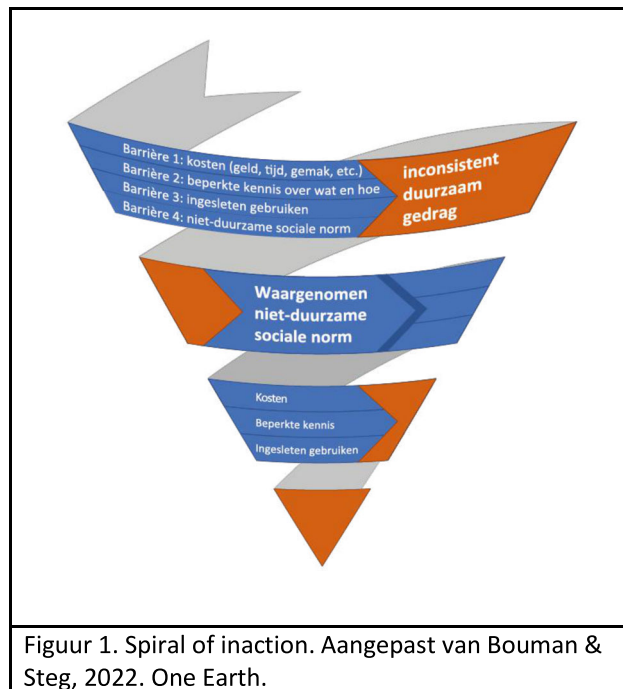 Barrière 1: kosten (geld, tijd, gemak, etc.)
Barrière 2: beperkte kennis over wat en hoe
Barrière 3: ingesleten gebruiken
Barrière 4: niet-duurzame sociale norm
inconsistent
duurzaam
gedrag
Waargenomen
niet-duurzame
sociale norm
Kosten
Beperkte kennis
Ingesleten gebruiken
Figuur 1. Spiral of inaction. Aangepast van Bouman &
Steg, 2022. One Earth.